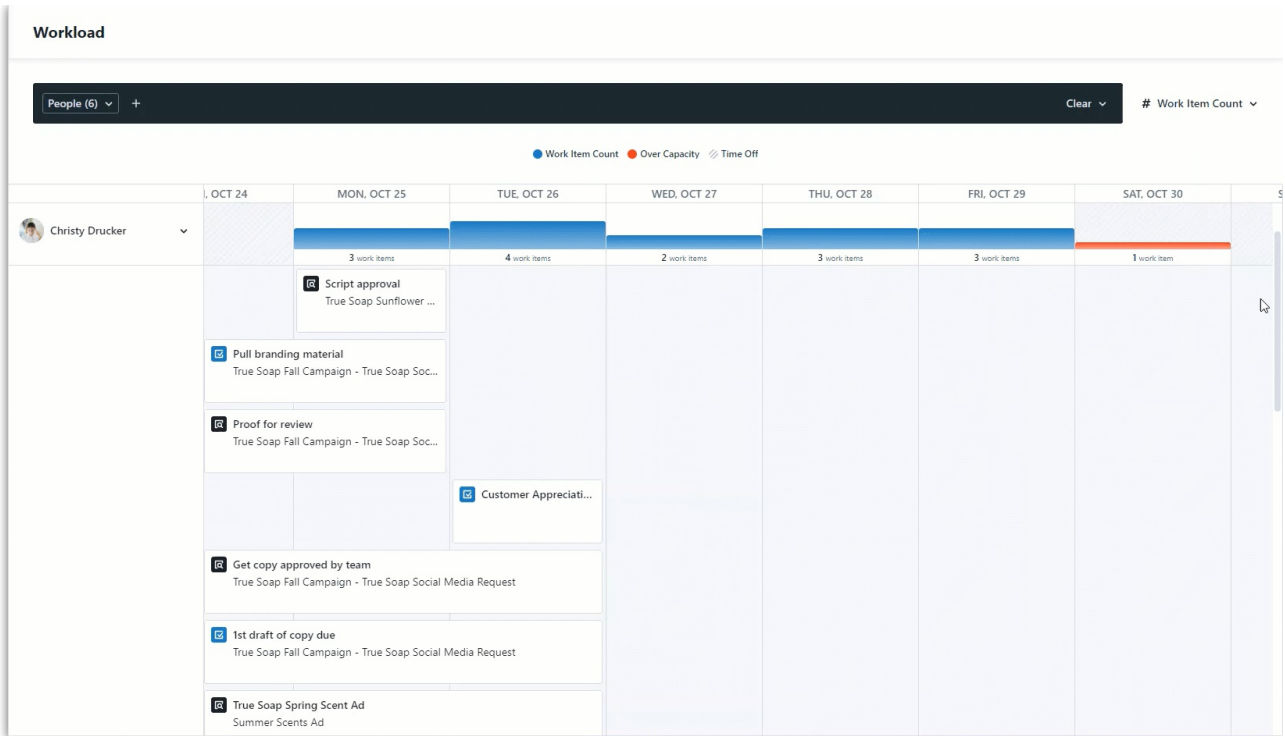 Workload
People (6)
+
Clear
# Work Item Count
Work Item Count
Over Capacity
Time Off
, OCT 24
MON, OCT 25
TUE, OCT 26
WED, OCT 27
THU, OCT 28
FRI, OCT 29
SAT, OCT 30
S
Christy Drucker
3 work items
4 work items
2 work items
3 work items
3 work items
1 work item
Script approval
True Soap Sunflower ...
Pull branding material
True Soap Fall Campaign - True Soap Soc...
Proof for review
True Soap Fall Campaign - True Soap Soc...
Customer Appreciati...
Get copy approved by team
True Soap Fall Campaign - True Soap Social Media Request
1st draft of copy due
True Soap Fall Campaign - True Soap Social Media Request
True Soap Spring Scent Ad
Summer Scents Ad